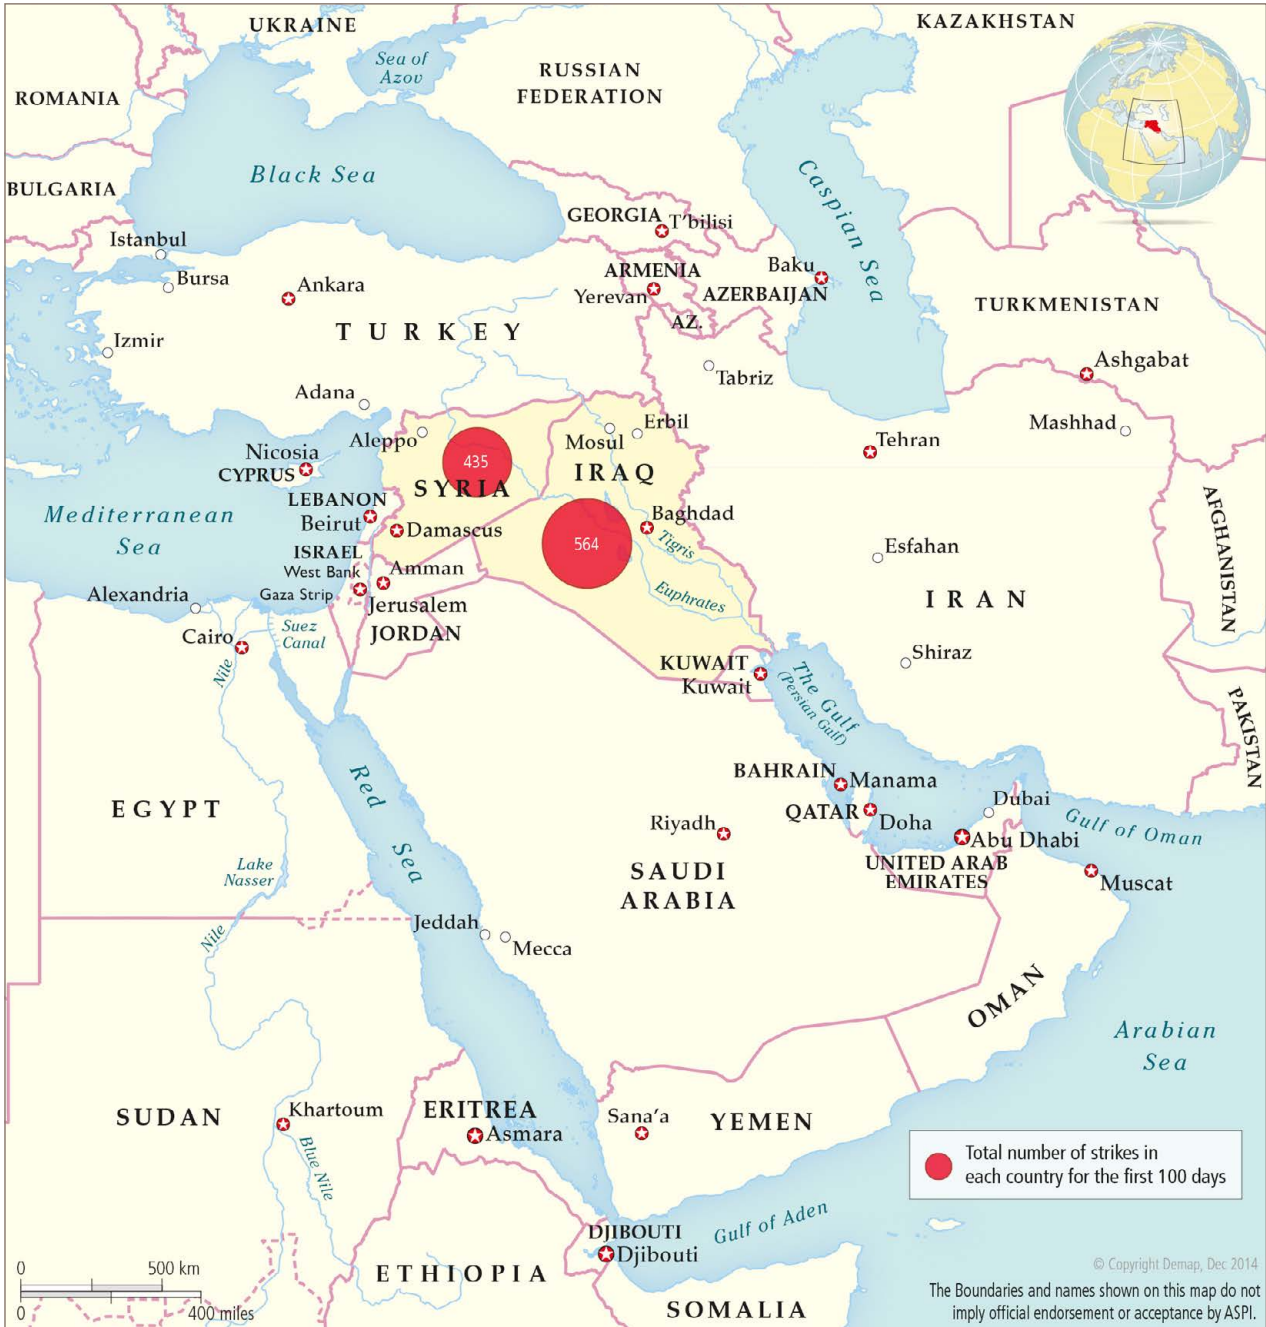 UKRAINE
KAZAKHSTAN
Sea of
Azov
RUSSIAN
FEDERATION
ROMANIA
Black Sea
Caspian Sea
BULGARIA
GEORGIA
T'bilisi
Istanbul
Bursa
Ankara
ARMENIA
Yerevan
Baku
AZERBAIJAN
AZ.
TURKMENISTAN
TURKEY
Izmir
Tabriz
Ashgabat
Adana
Mashhad
Aleppo
Mosul
Erbil
Tehran
Nicosia
CYPRUS
435
SYRIA
IRAQ
LEBANON
Beirut
Damascus
Baghdad
Mediterranean
Sea
564
Tigris
AFGHANISTAN
ISRAEL
West Bank
Gaza Strip
Amman
Jerusalem
JORDAN
Euphrates
Esfahan
IRAN
Alexandria
Suez
Canal
Cairo
Nile
KUWAIT
Kuwait
Shiraz
The Gulf
(Persian Gulf)
PAKISTAN
Red
Sea
BAHRAIN
Manama
QATAR
Doha
Dubai
Gulf of Oman
EGYPT
Riyadh
Abu Dhabi
UNITED ARAB
EMIRATES
Muscat
SAUDI
ARABIA
Lake
Nasser
Nile
Jeddah
Mecca
OMAN
Arabian
Sea
SUDAN
Khartoum
ERITREA
Asmara
Sana'a
YEMEN
Blue Nile
Total number of strikes in
each country for the first 100 days
Gulf of Aden
DJIBOUTI
Djibouti
ETHIOPIA
SOMALIA
0 500 km
0 400 miles
© Copyright Demap, Dec 2014
The Boundaries and names shown on this map do not
imply official endorsement or acceptance by ASPI.